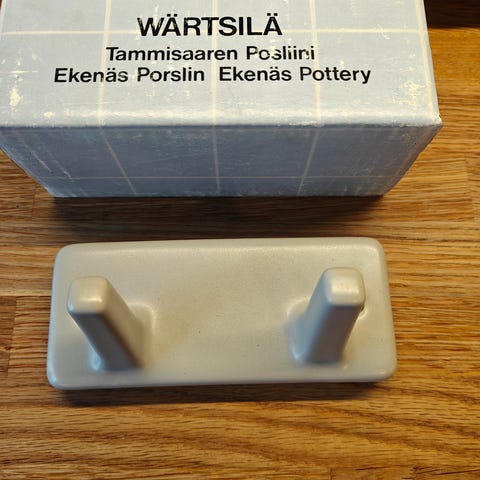 WÄRTSILÄ
Tammisaaren Posliini
Ekenäs Porslin Ekenäs Pottery